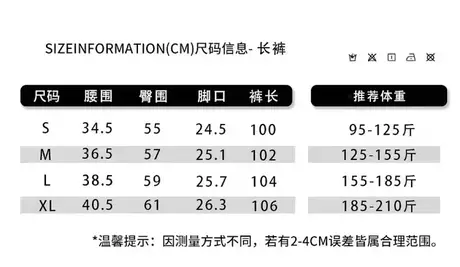 SIZEINFORMATION(CM)尺码信息- 长裤
尺码 腰围 臀围 脚口 裤长 推荐体重
S 34.5 55 24.5 100 95-125斤
M 36.5 57 25.1 102 125-155斤
L 38.5 59 25.7 104 155-185斤
XL 40.5 61 26.3 106 185-210斤
*温馨提示：因测量方式不同，若有2-4CM误差皆属合理范围。